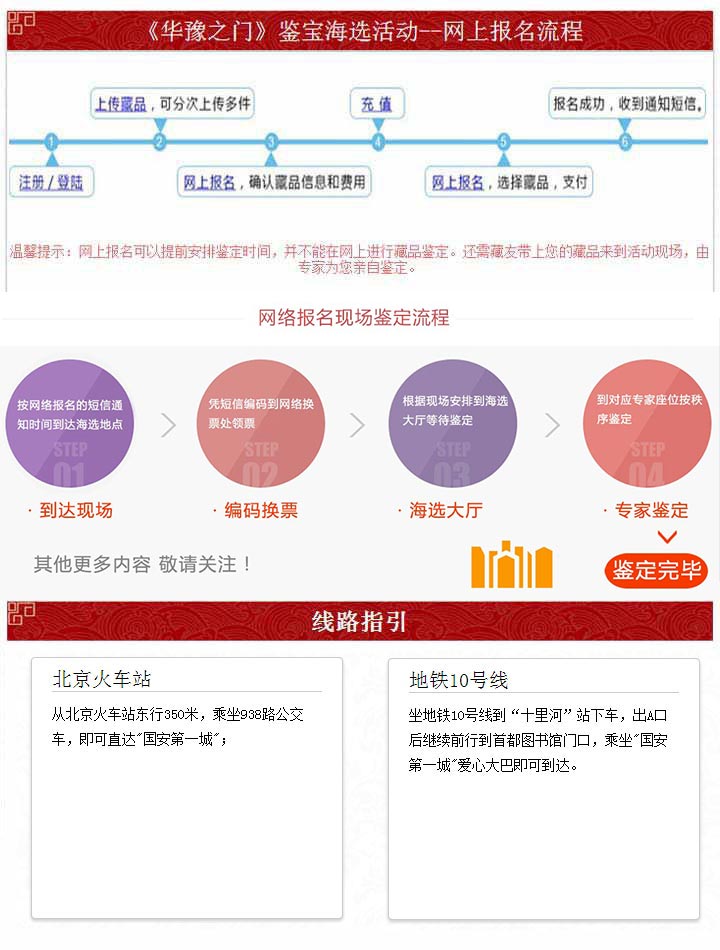 《华豫之门》鉴宝海选活动--网上报名流程
上传藏品，可分次上传多件
充 值
报名成功，收到通知短信。
1 2 3 4 5 6
注册 / 登陆
网上报名，确认藏品信息和费用
网上报名，选择藏品，支付
温馨提示：网上报名可以提前安排鉴定时间，并不能在网上进行藏品鉴定。还需藏友带上您的藏品来到活动现场，由
专家为您亲自鉴定。
网络报名现场鉴定流程
按网络报名的短信通
知时间到达海选地点
STEP
01
· 到达现场
凭短信编码到网络换
票处领票
STEP
02
· 编码换票
根据现场安排到海选
大厅等待鉴定
STEP
03
· 海选大厅
到对应专家座位按秩
序鉴定
STEP
04
· 专家鉴定
其他更多内容 敬请关注！
鉴定完毕
线路指引
北京火车站
从北京火车站东行350米，乘坐938路公交
车，即可直达"国安第一城"；
地铁10号线
坐地铁10号线到“十里河”站下车，出A口
后继续前行到首都图书馆门口，乘坐"国安
第一城"爱心大巴即可到达。